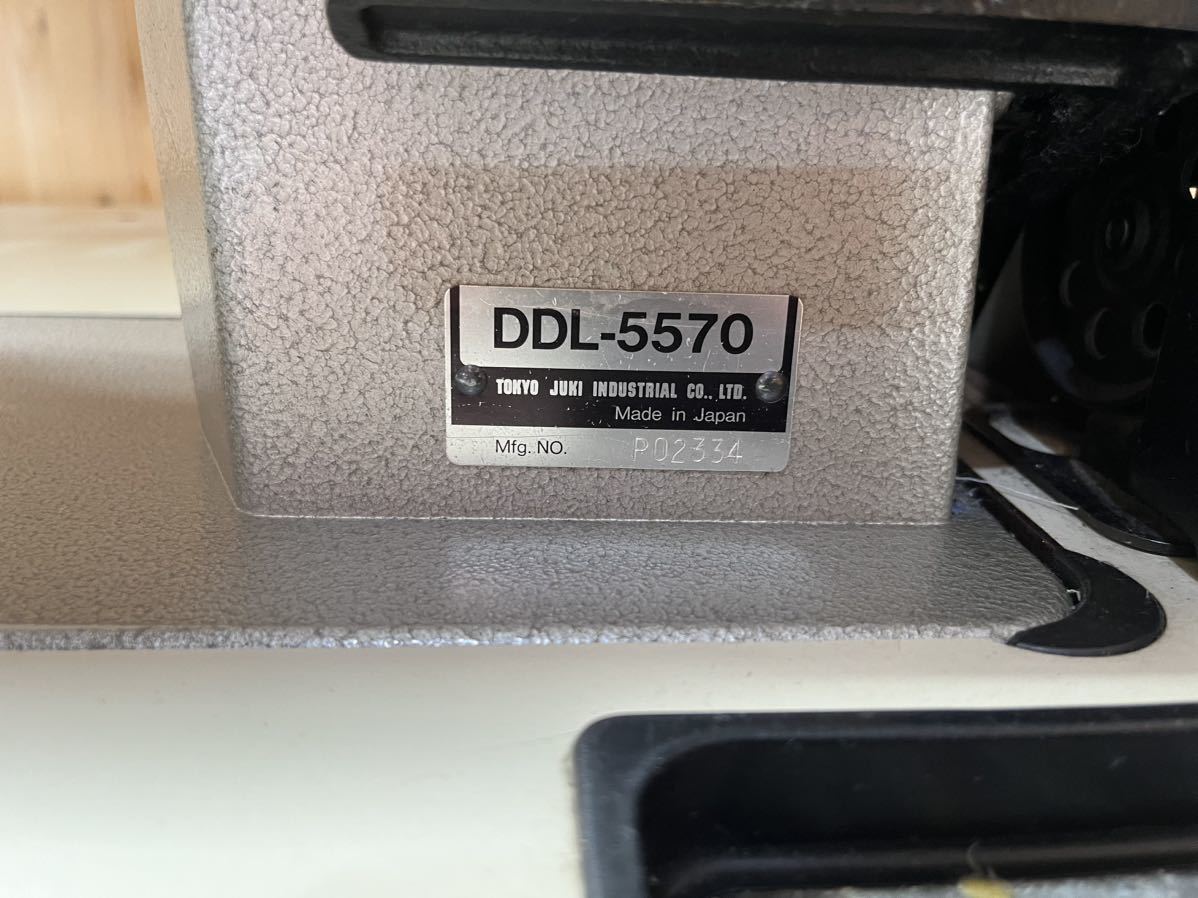 DDL-5570
TOKYO JUKI INDUSTRIAL CO., LTD.
Made in Japan
Mfg. NO. P02334